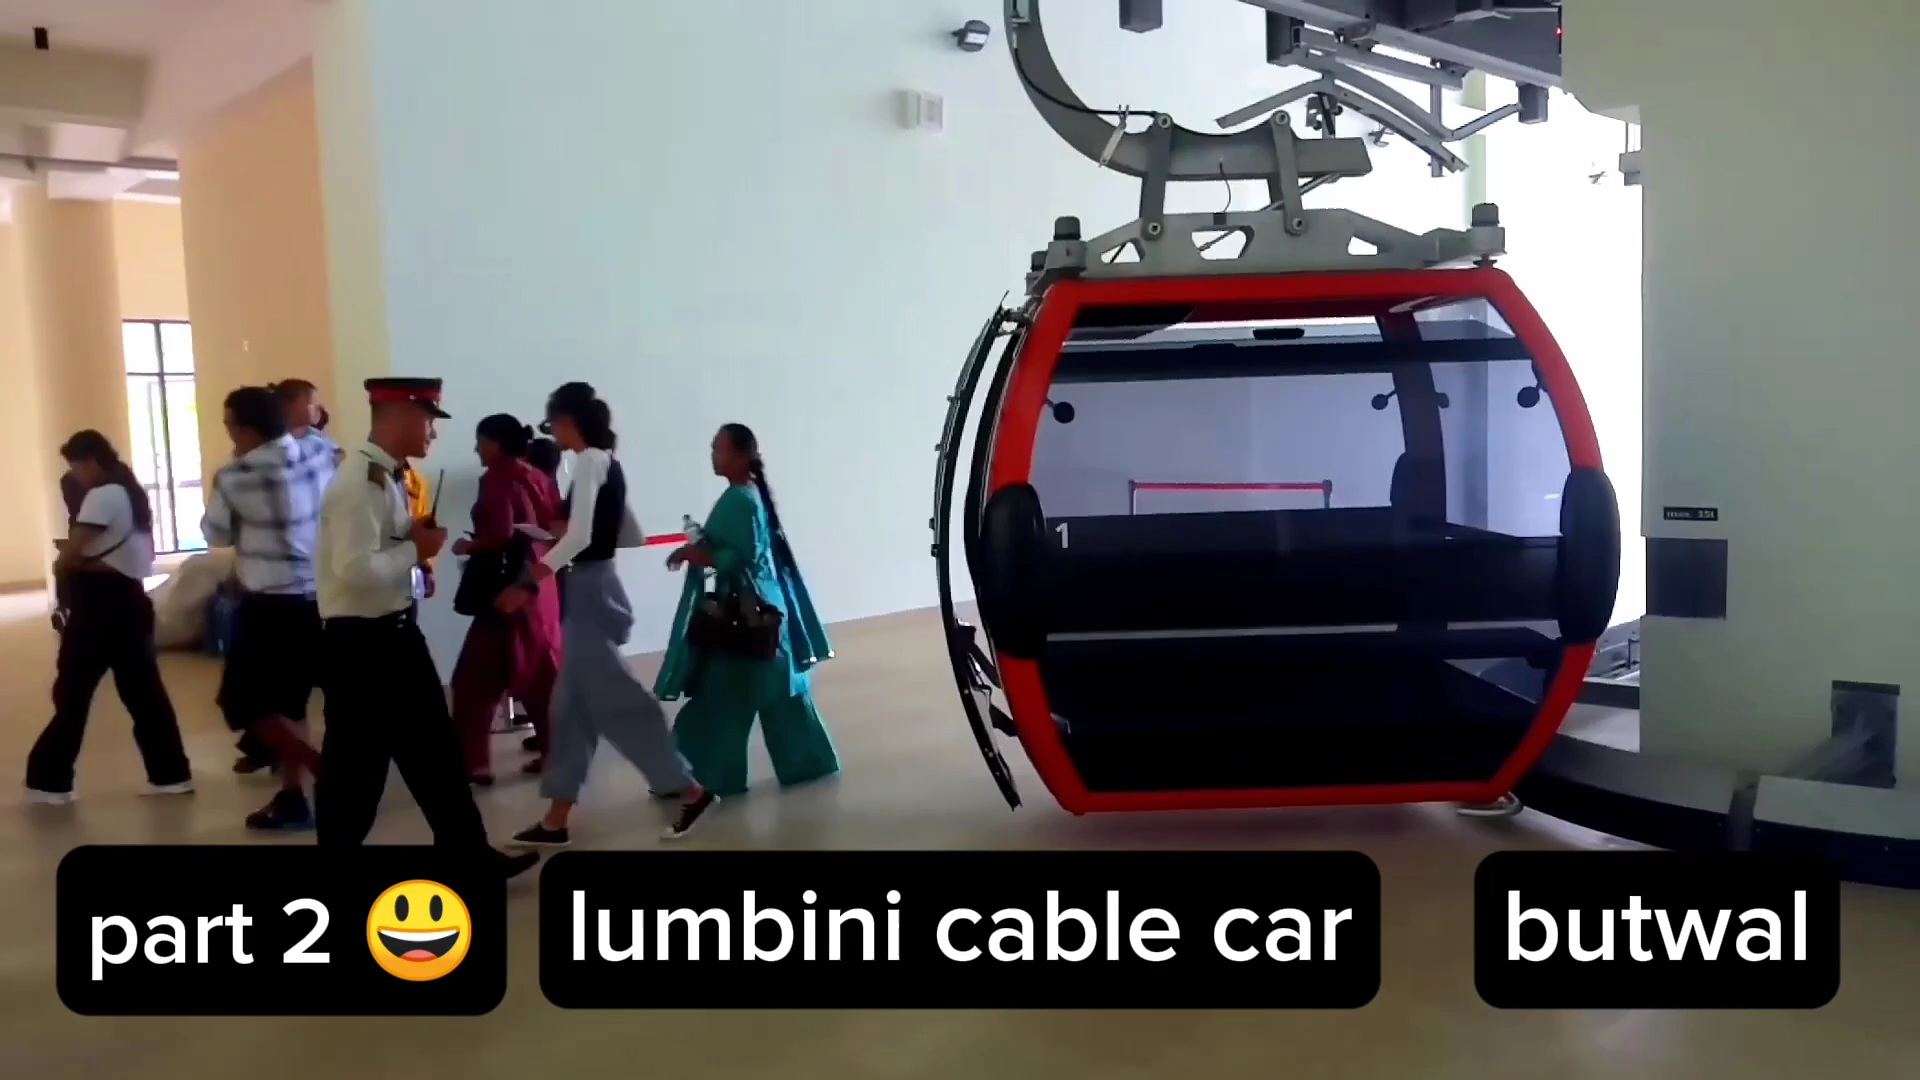 1
part 2 😃
lumbini cable car
butwal